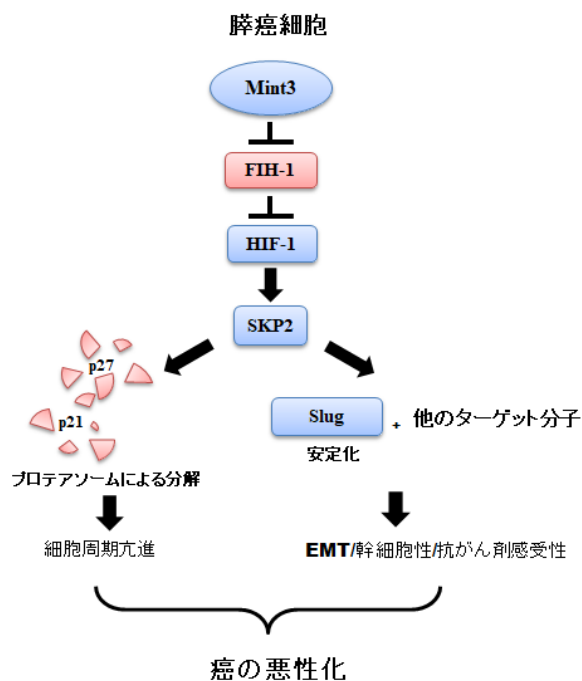 膵癌細胞
Mint3
FIH-1
HIF-1
SKP2
p27
p21
プロテアソームによる分解
細胞周期亢進
Slug + 他のターゲット分子
安定化
EMT/幹細胞性/抗がん剤感受性
癌の悪性化